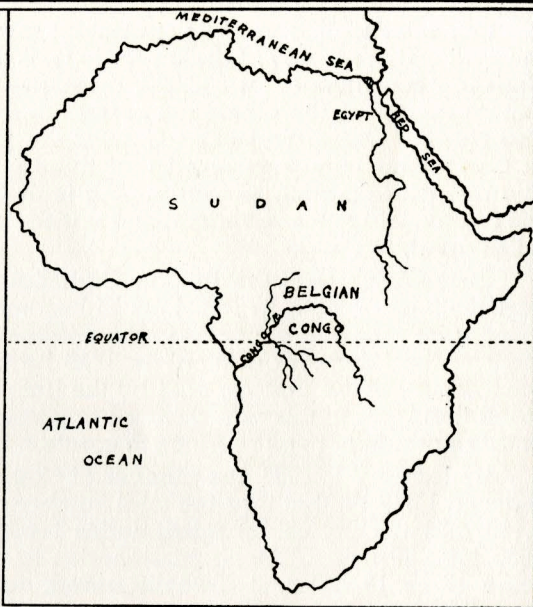 MEDITERRANEAN SEA
EGYPT
RED SEA
SUDAN
BELGIAN
CONGO
CONGO R.
EQUATOR
ATLANTIC
OCEAN